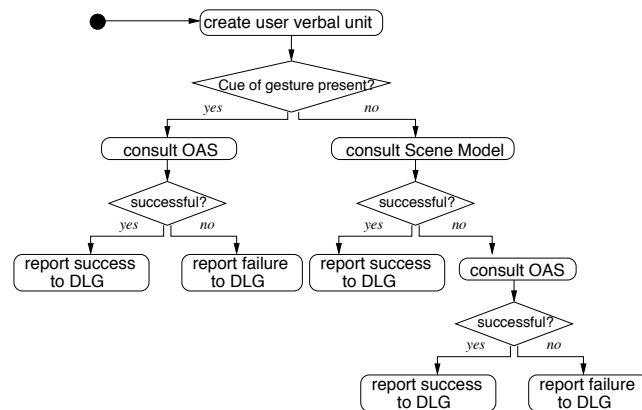 create user verbal unit
Cue of gesture present?
yes
no
consult OAS
consult Scene Model
successful?
successful?
yes
no
yes
no
report success
to DLG
report failure
to DLG
report success
to DLG
consult OAS
successful?
yes
no
report success
to DLG
report failure
to DLG